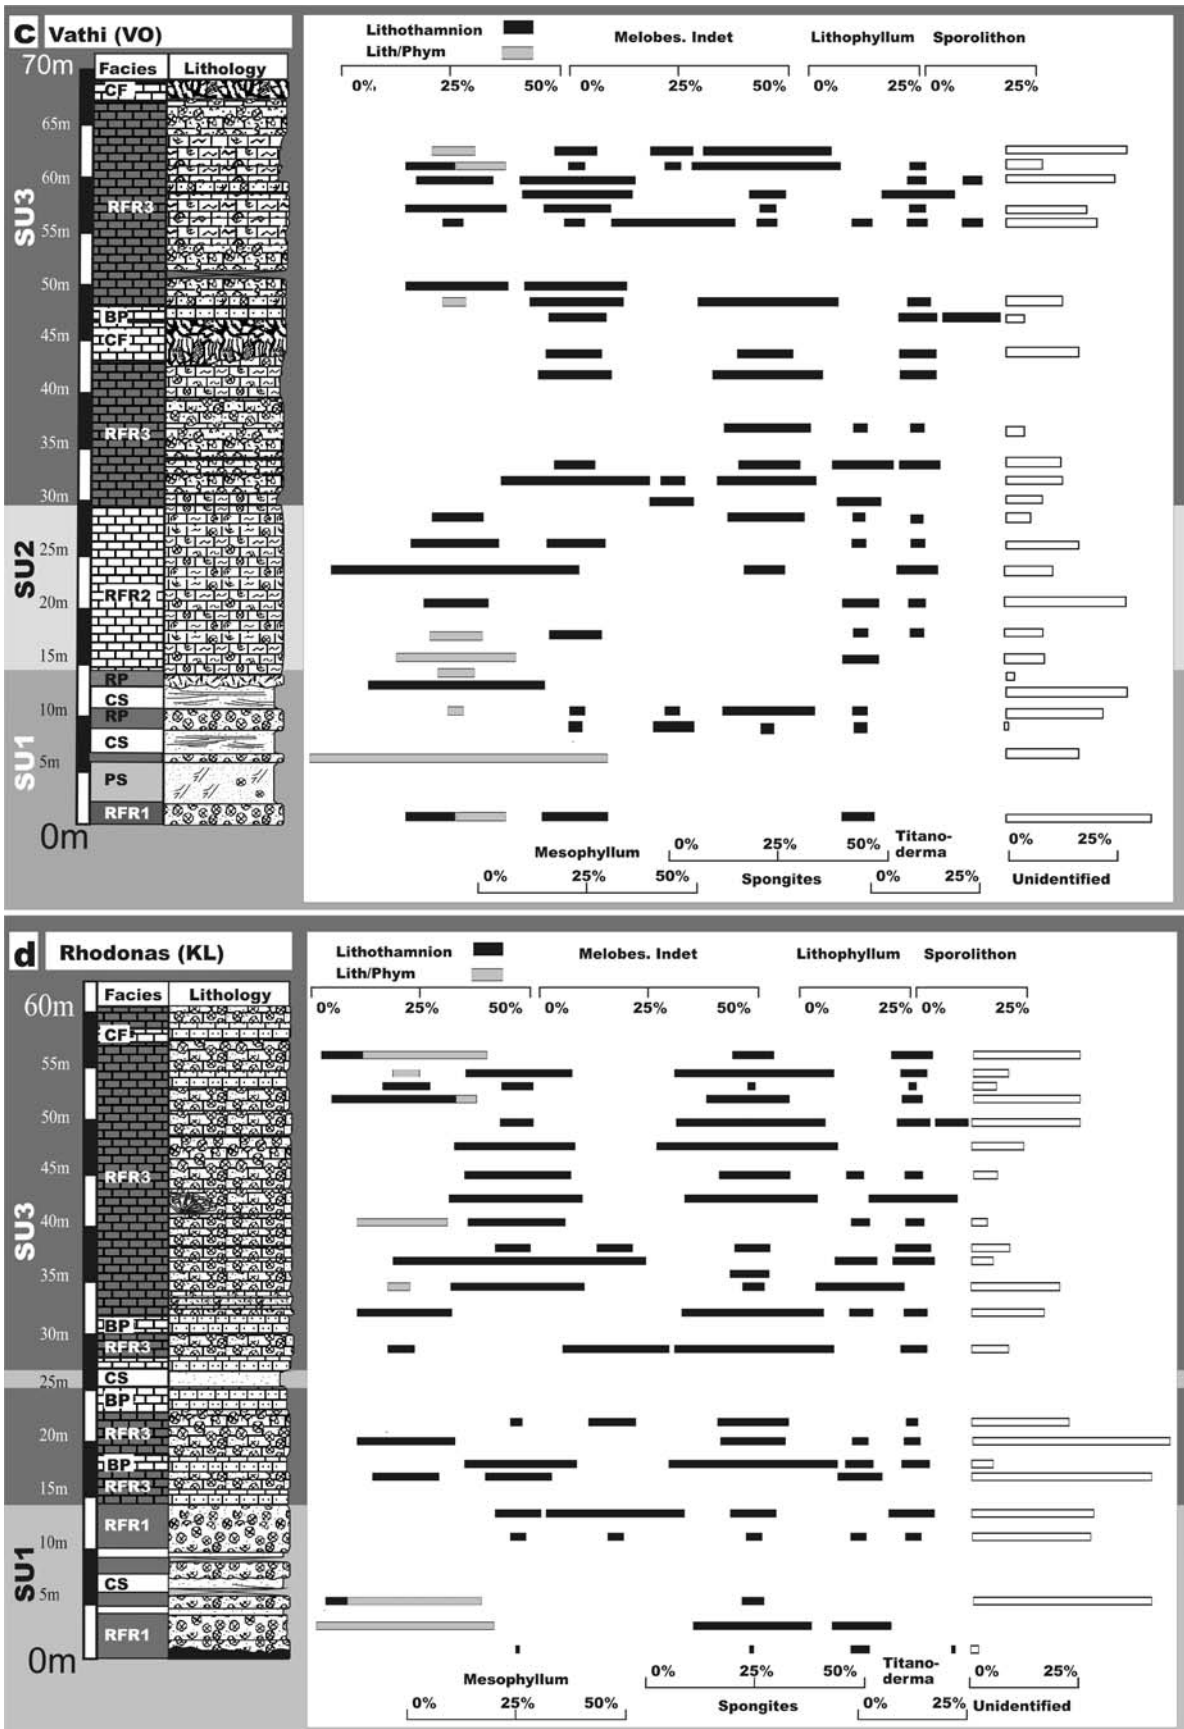 c Vathi (VO)
Lithothamnion
Lith/Phym
Melobes. Indet
Lithophyllum
Sporolithon
70m
Facies
Lithology
0%
25%
50%
0%
25%
50%
0%
25%
0%
25%
CF
65m
60m
RFR3
55m
SU3
50m
BP
45m
CF
40m
RFR3
35m
30m
25m
SU2
RFR2
20m
15m
RP
CS
10m
RP
CS
SU1
5m
PS
RFR1
0m
Mesophyllum
0%
25%
50%
Titano-
derma
0%
25%
0%
25%
50%
Spongites
0%
25%
Unidentified
d Rhodonas (KL)
Lithothamnion
Lith/Phym
Melobes. Indet
Lithophyllum
Sporolithon
60m
Facies
Lithology
0%
25%
50%
0%
25%
50%
0%
25%
0%
25%
CF
55m
50m
45m
RFR3
SU3
40m
35m
BP
30m
RFR3
25m
CS
BP
20m
RFR3
BP
15m
RFR3
RFR1
10m
SU1
CS
5m
RFR1
0m
Mesophyllum
0%
25%
50%
Titano-
derma
0%
25%
0%
25%
50%
Spongites
0%
25%
Unidentified